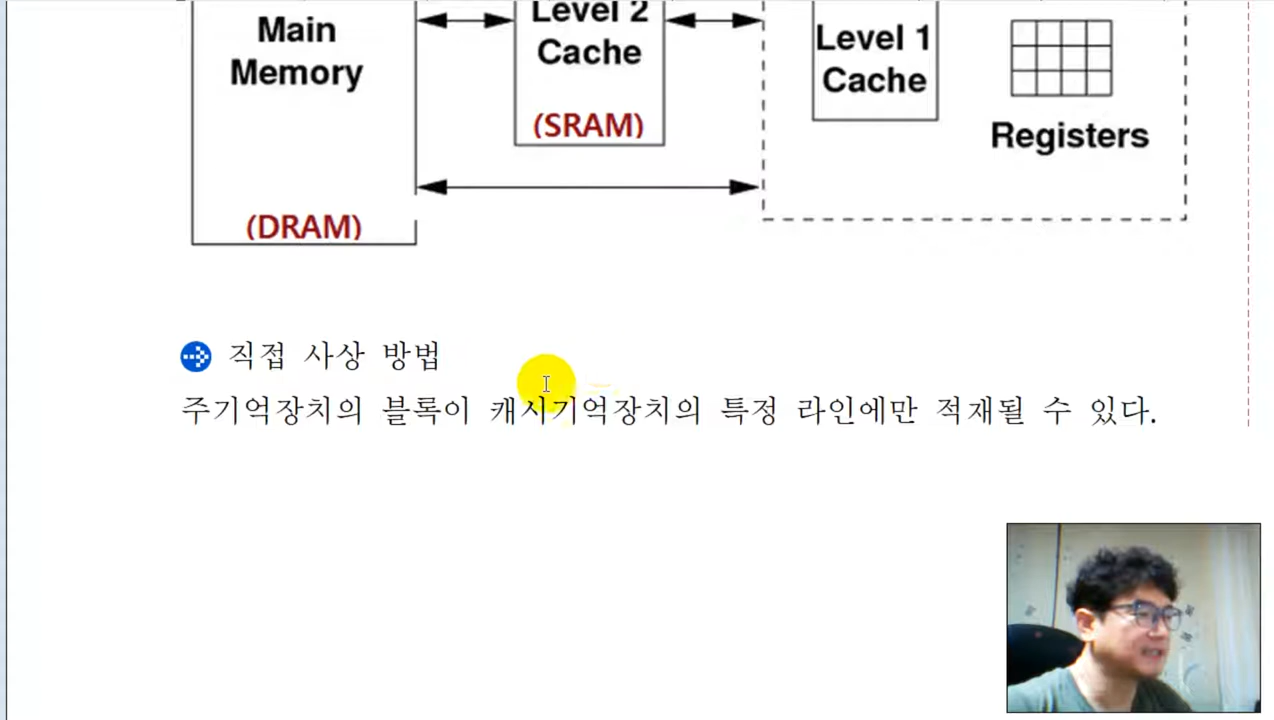 Main
Memory
(DRAM)
Level 2
Cache
(SRAM)
Level 1
Cache
Registers
직접 사상 방법
주기억장치의 블록이 캐시기억장치의 특정 라인에만 적재될 수 있다.